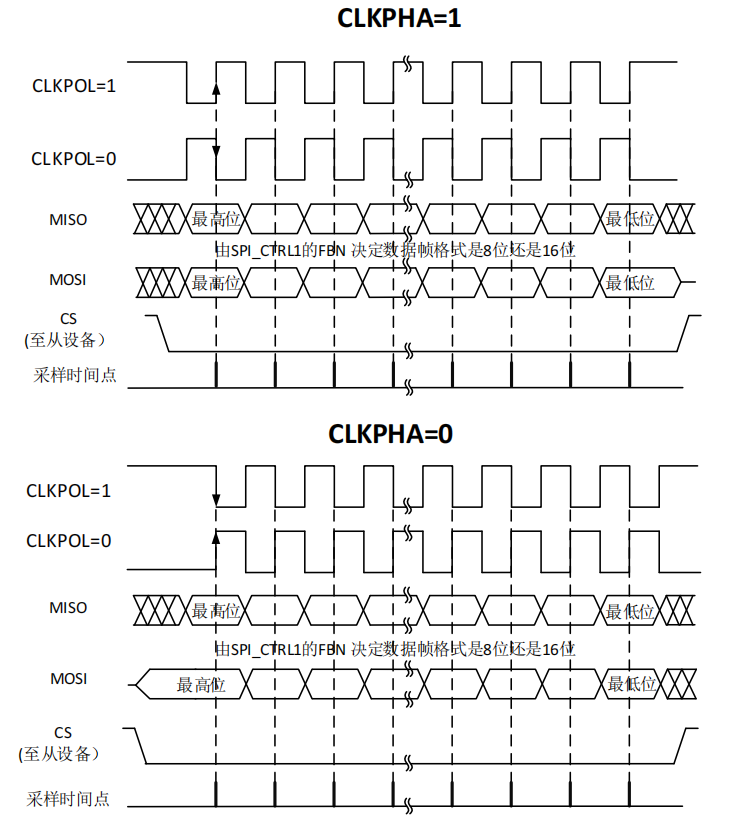 CLKPHA=1
CLKPOL=1
CLKPOL=0
MISO
最高位
最低位
由SPI_CTRL1的FBN 决定数据帧格式是8位还是16位
MOSI
最高位
最低位
CS
(至从设备）
采样时间点
CLKPHA=0
CLKPOL=1
CLKPOL=0
MISO
最高位
最低位
由SPI_CTRL1的FBN 决定数据帧格式是8位还是16位
MOSI
最高位
最低位
CS
(至从设备）
采样时间点